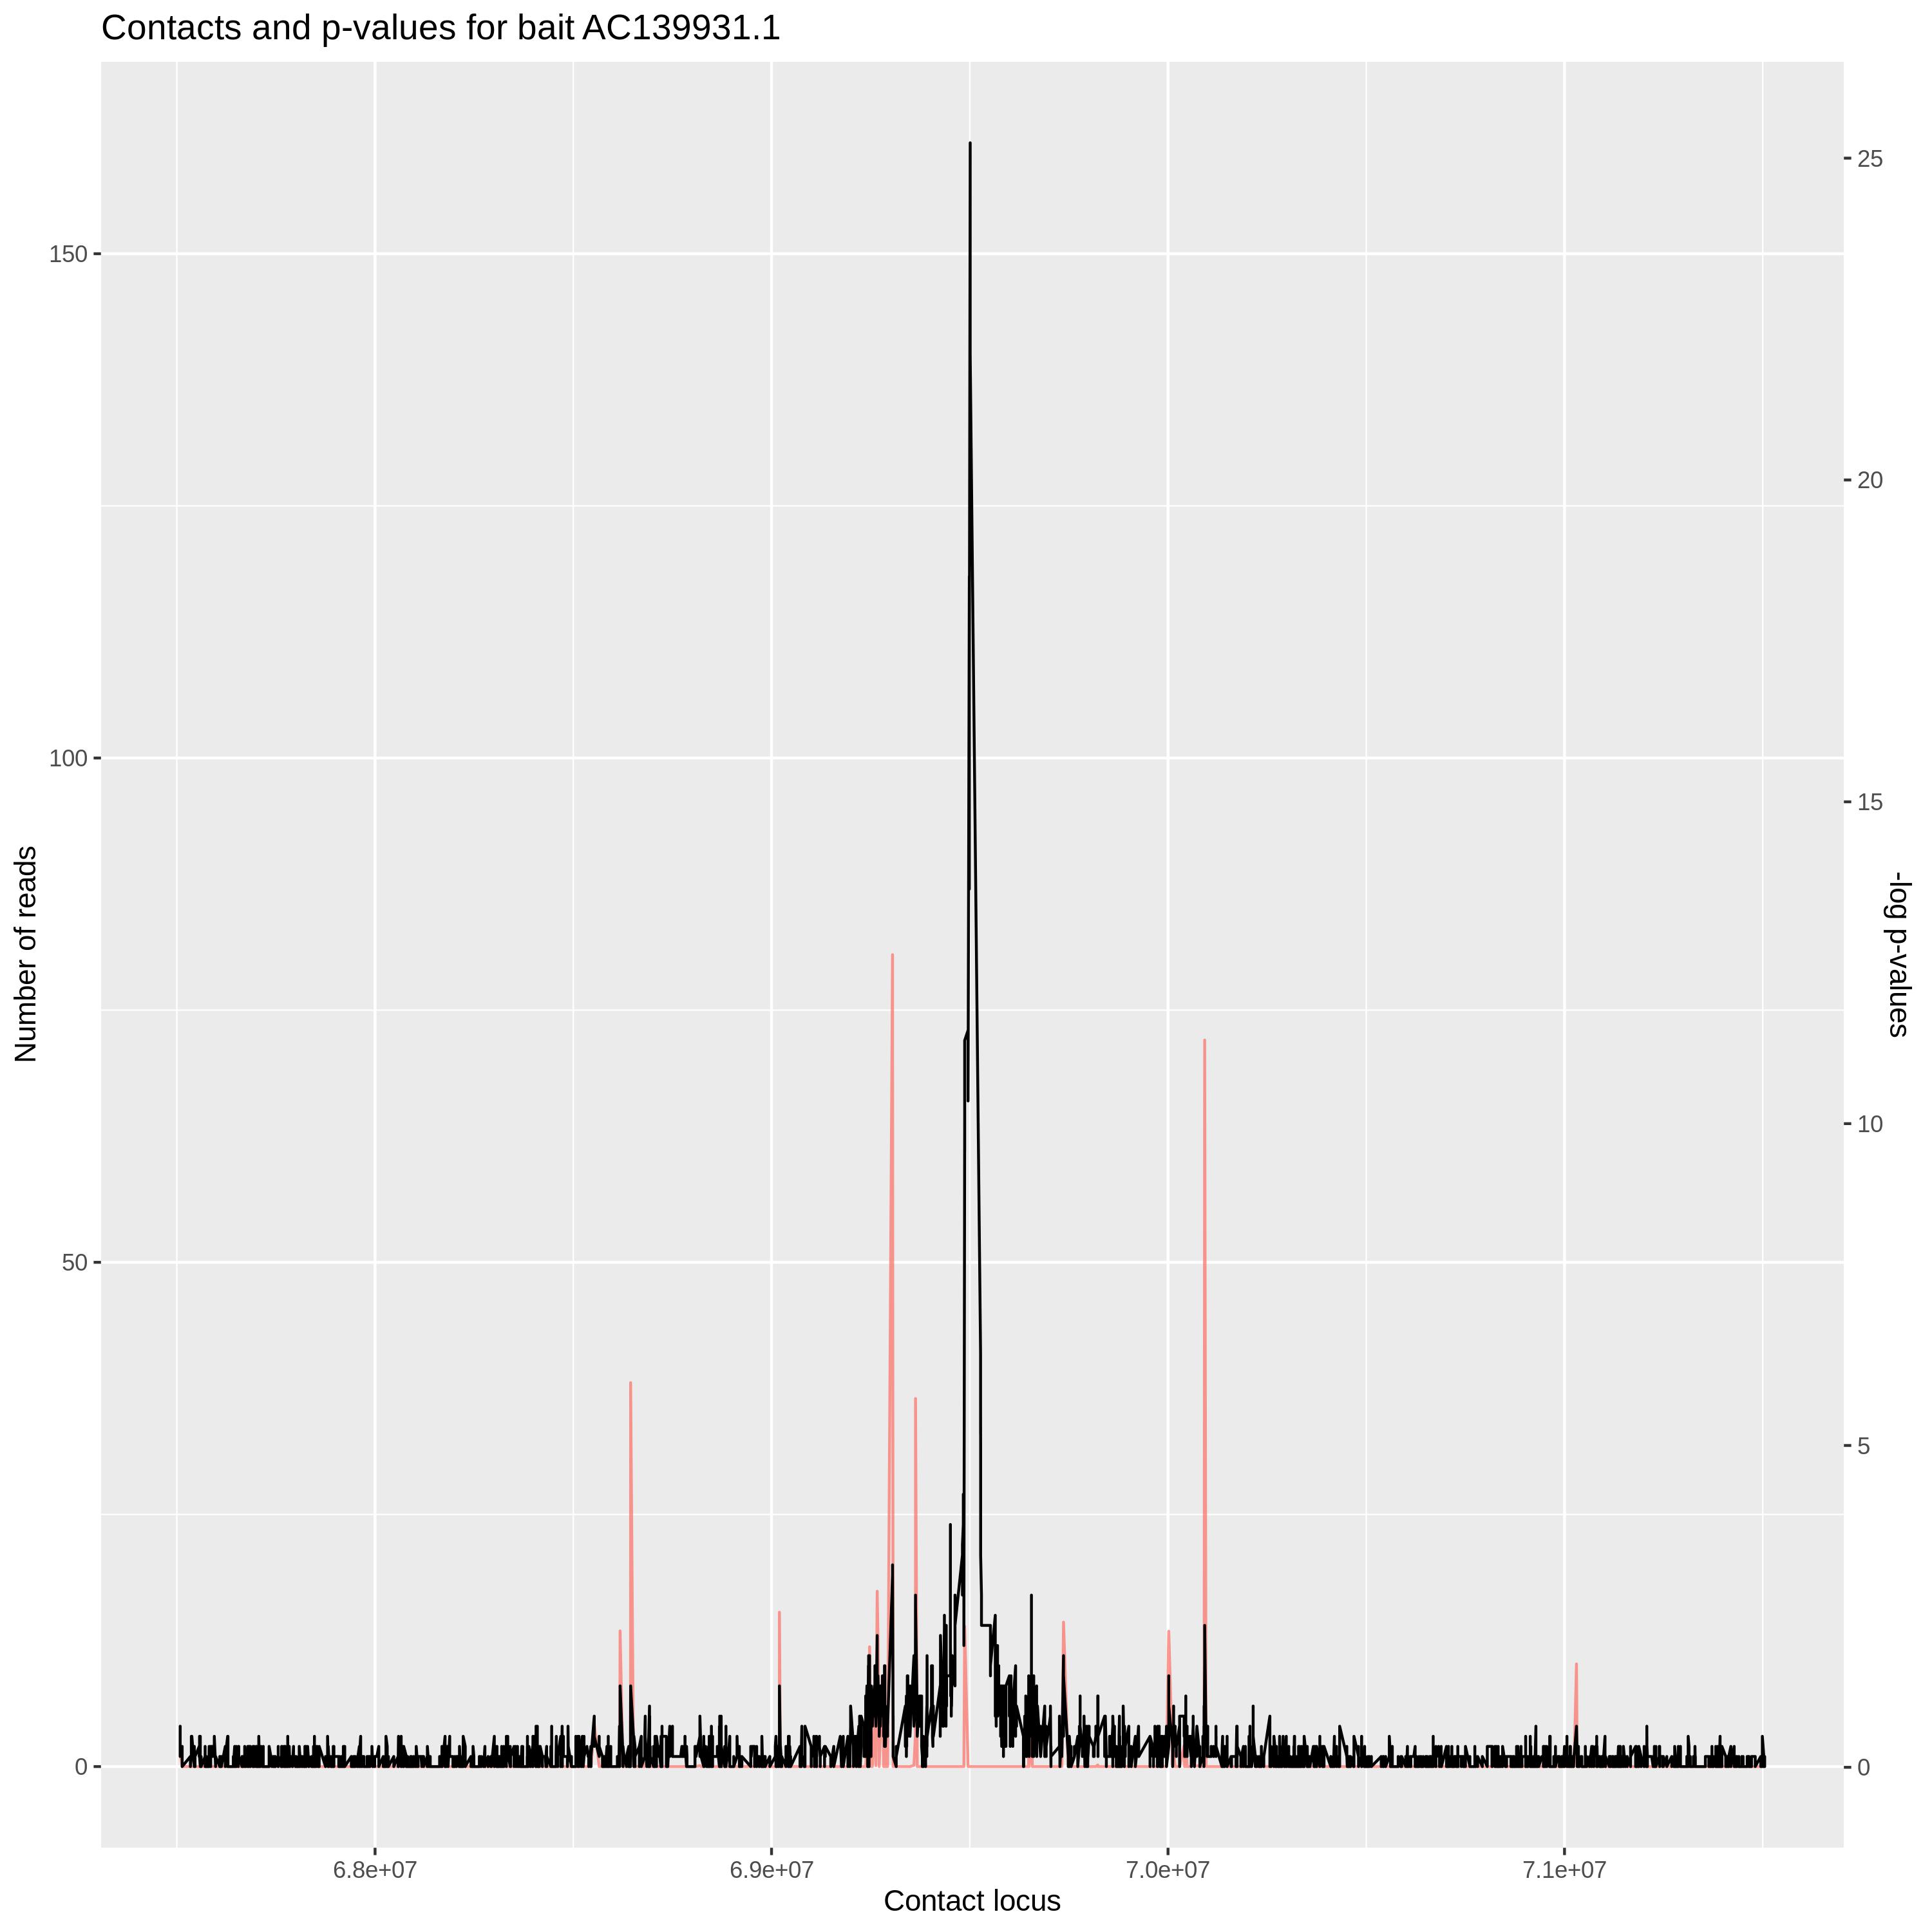 Contacts and p-values for bait AC139931.1
150
100
50
0
Number of reads
25
20
15
10
5
0
-log p-values
6.8e+07
6.9e+07
7.0e+07
7.1e+07
Contact locus